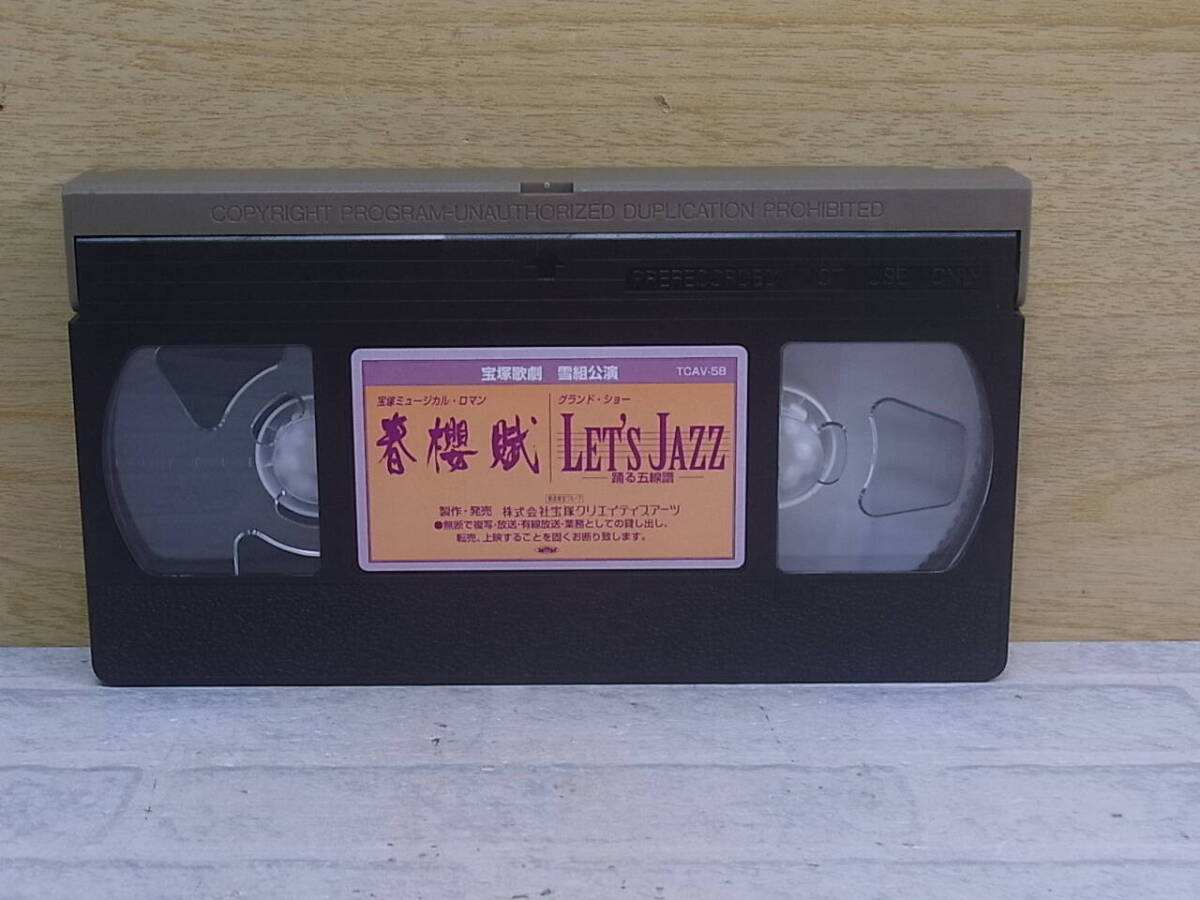 COPYRIGHT PROGRAM-UNAUTHORIZED DUPLICATION PROHIBITED
PRERECORDED USE ONLY
宝塚歌劇 雪組公演 TCAV-58
宝塚ミュージカル・ロマン
春櫻賦
グランド・ショー
LET'S JAZZ
踊る五線譜
製作・発売 株式会社宝塚クリエイティブアーツ
●無断で複写・放送・有線放送・業務としての貸し出し、
転売、上映することを固くお断り致します。